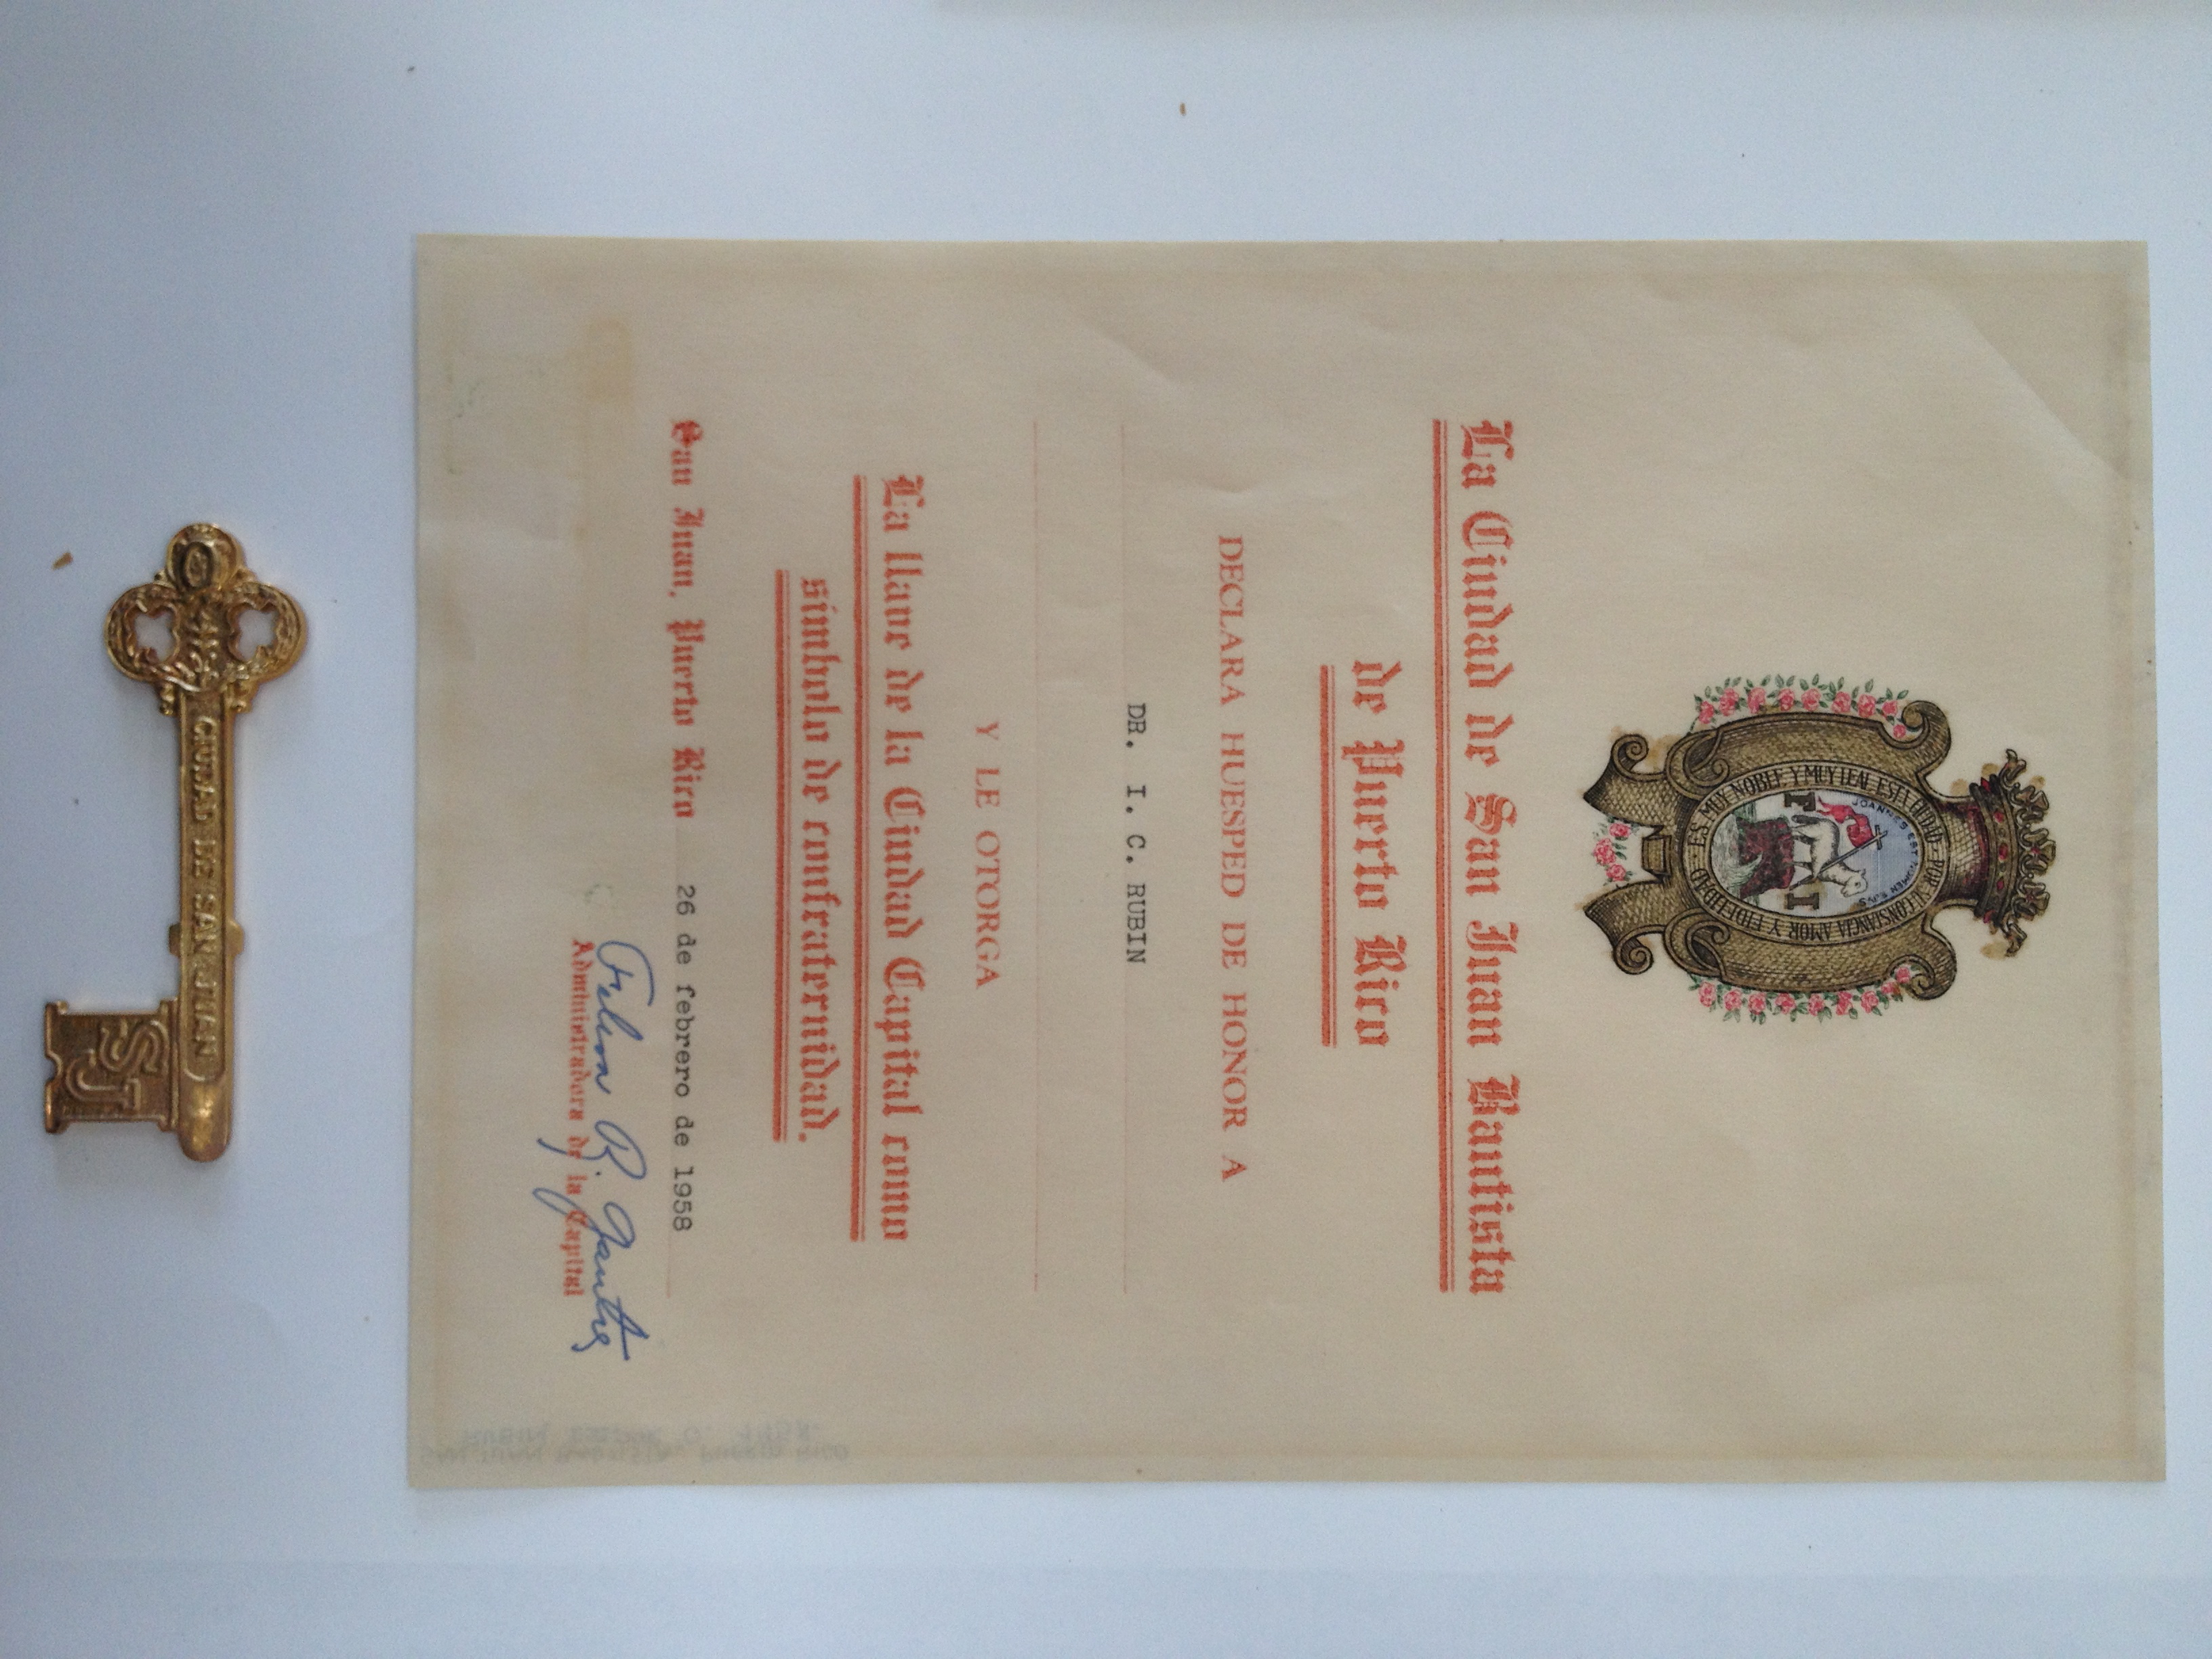 · ES MUY NOBLE Y MUY LEAL ESTA CIUDAD · POR SU CONSTANCIA AMOR Y FIDELIDAD
JOANNES EST NOMEN EJUS
F I
La Ciudad de San Juan Bautista
de Puerto Rico
DECLARA HUESPED DE HONOR A
DR. I. C. RUBIN
Y LE OTORGA
La llave de la Ciudad Capital como
símbolo de confraternidad.
San Juan, Puerto Rico 26 de febrero de 1958
Felisa R. Gautier
Administradora de la Capital
CIUDAD DE SAN JUAN
SJ